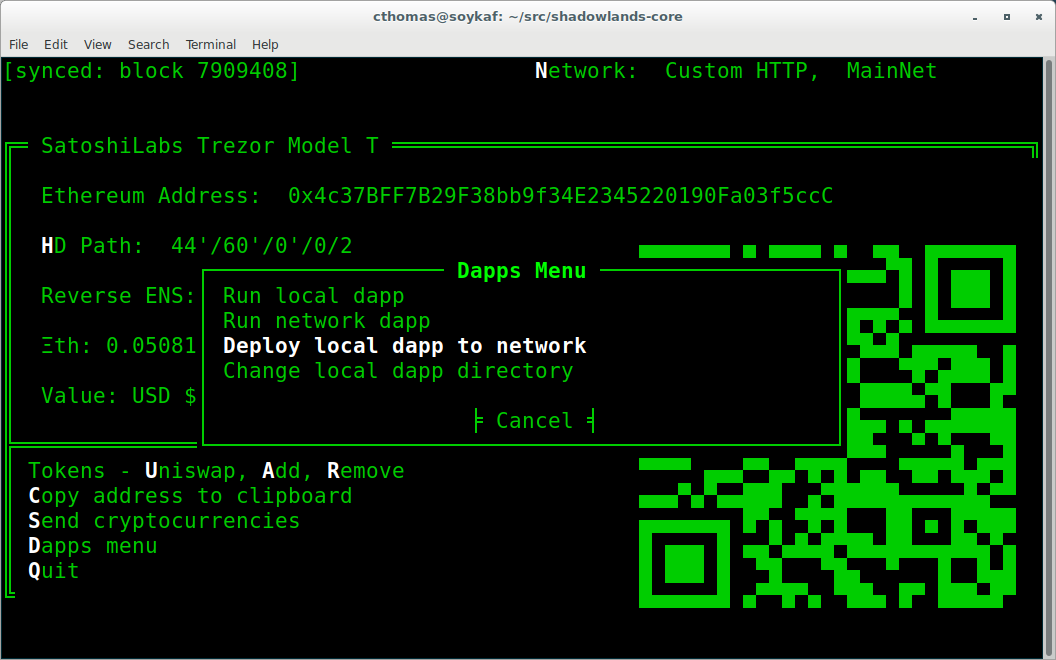 cthomas@soykaf: ~/src/shadowlands-core
File Edit View Search Terminal Help
[synced: block 7909408] Network: Custom HTTP, MainNet
SatoshiLabs Trezor Model T
Ethereum Address: 0x4c37BFF7B29F38bb9f34E2345220190Fa03f5ccC
HD Path: 44'/60'/0'/0/2
Dapps Menu
Reverse ENS:
Run local dapp
Run network dapp
Ξth: 0.05081
Deploy local dapp to network
Change local dapp directory
Value: USD $
Cancel
Tokens - Uniswap, Add, Remove
Copy address to clipboard
Send cryptocurrencies
Dapps menu
Quit